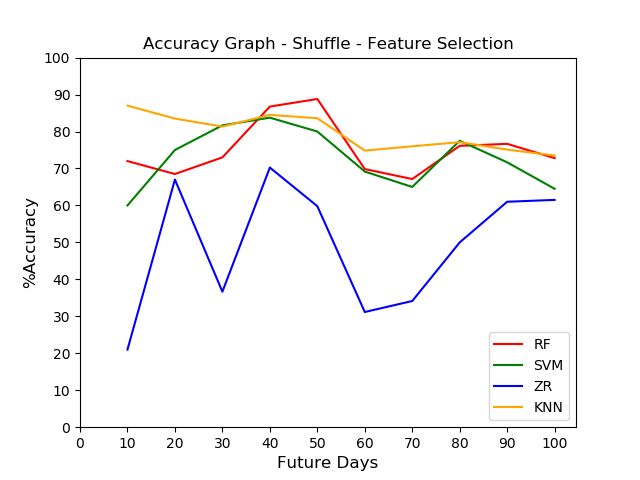 Accuracy Graph - Shuffle - Feature Selection
100
90
80
70
60
50
40
30
20
10
0
%Accuracy
0 10 20 30 40 50 60 70 80 90 100
Future Days
RF
SVM
ZR
KNN